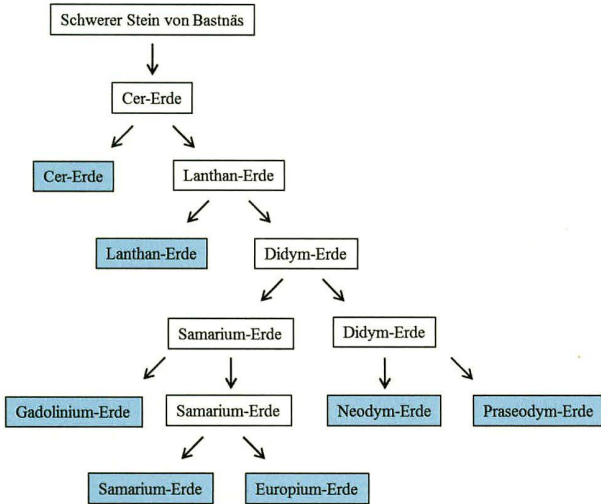 Schwerer Stein von Bastnäs
Cer-Erde
Cer-Erde
Lanthan-Erde
Lanthan-Erde
Didym-Erde
Samarium-Erde
Didym-Erde
Gadolinium-Erde
Samarium-Erde
Neodym-Erde
Praseodym-Erde
Samarium-Erde
Europium-Erde